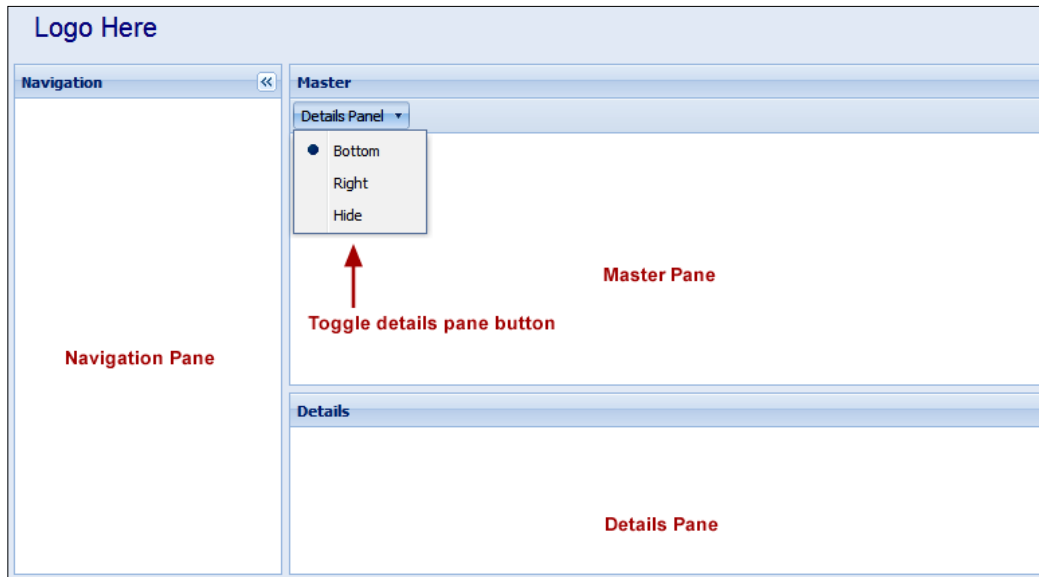 Logo Here
Navigation
Master
Details Panel
Bottom
Right
Hide
Master Pane
Toggle details pane button
Navigation Pane
Details
Details Pane